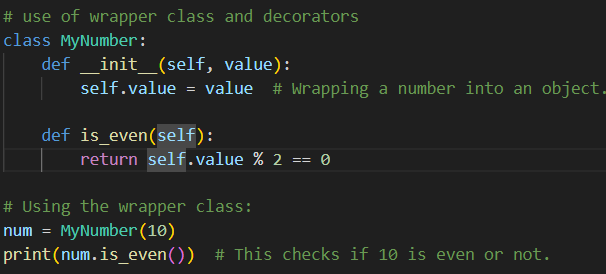 # use of wrapper class and decorators
class MyNumber:
    def __init__(self, value):
        self.value = value  # Wrapping a number into an object.
    def is_even(self):
        return self.value % 2 == 0
# Using the wrapper class:
num = MyNumber(10)
print(num.is_even())  # This checks if 10 is even or not.